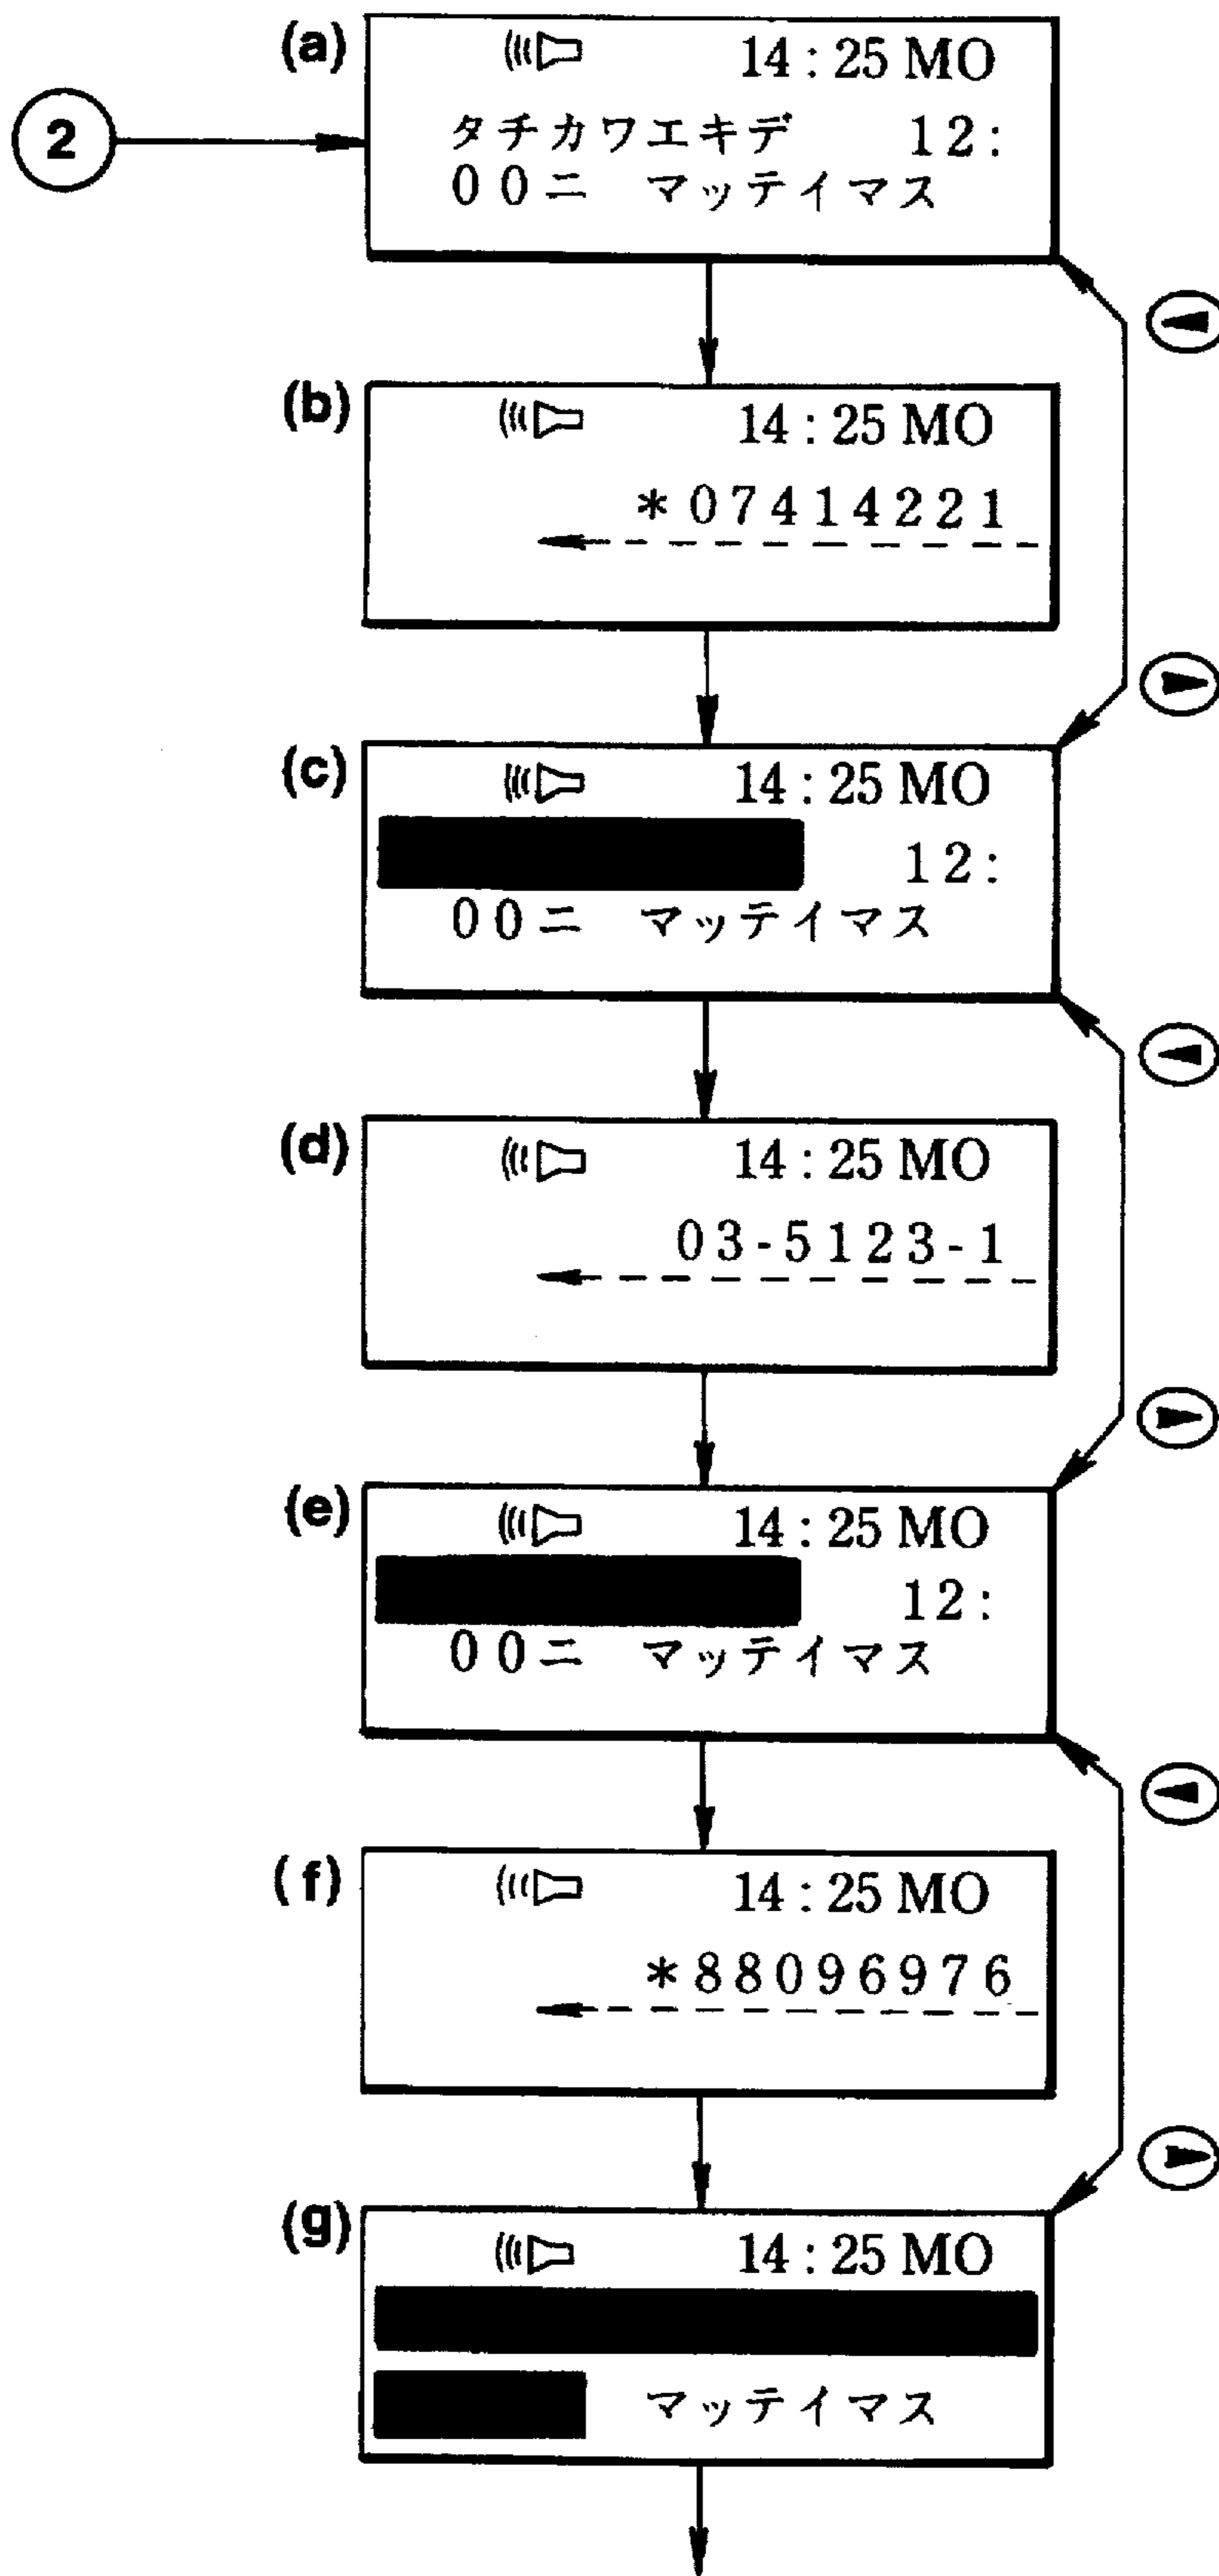 (a)
14 : 25 MO
2
タチカワエキデ 12:
00ニ マッテイマス
(b)
14 : 25 MO
*07414221
(c)
14 : 25 MO
12:
00ニ マッテイマス
(d)
14 : 25 MO
03-5123-1
(e)
14 : 25 MO
12:
00ニ マッテイマス
(f)
14 : 25 MO
*88096976
(g)
14 : 25 MO
マッテイマス